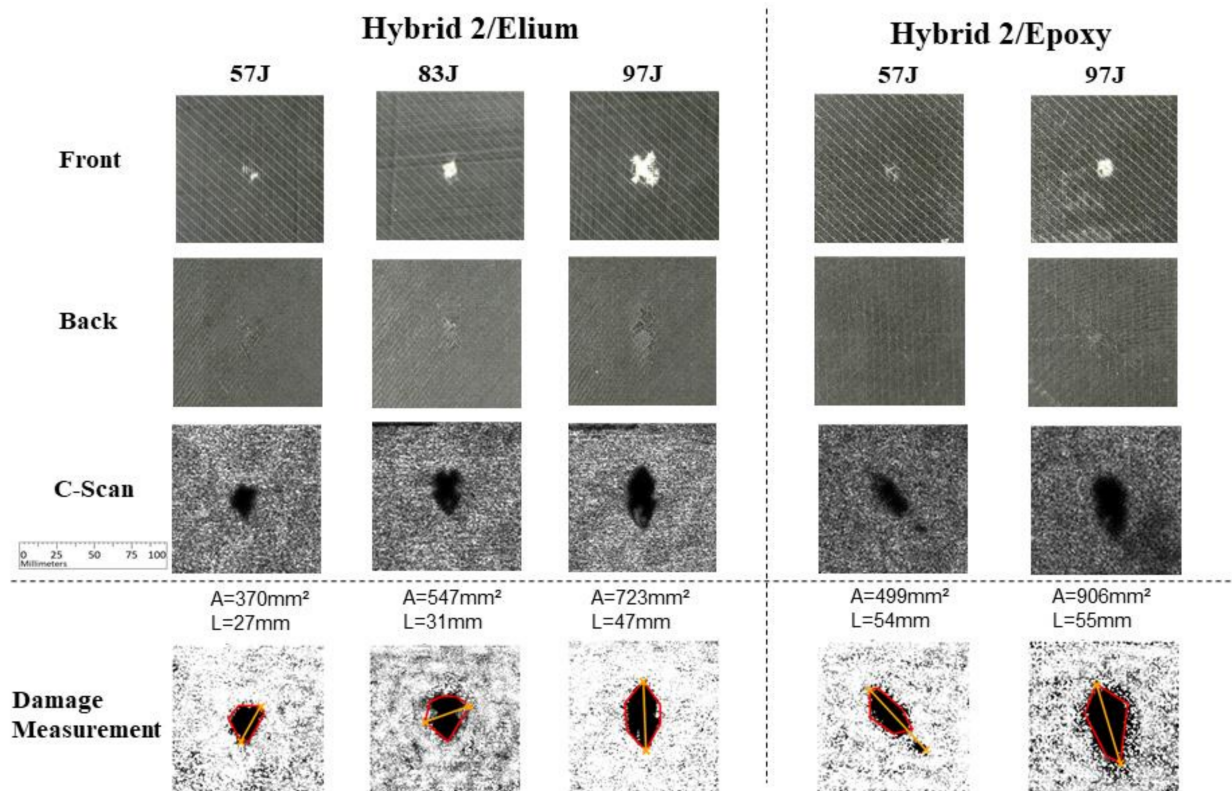 Hybrid 2/Elium
Hybrid 2/Epoxy
57J
83J
97J
57J
97J
Front
Back
C-Scan
0 25 50 75 100
Millimeters
A=370mm²
L=27mm
A=547mm²
L=31mm
A=723mm²
L=47mm
A=499mm²
L=54mm
A=906mm²
L=55mm
Damage
Measurement